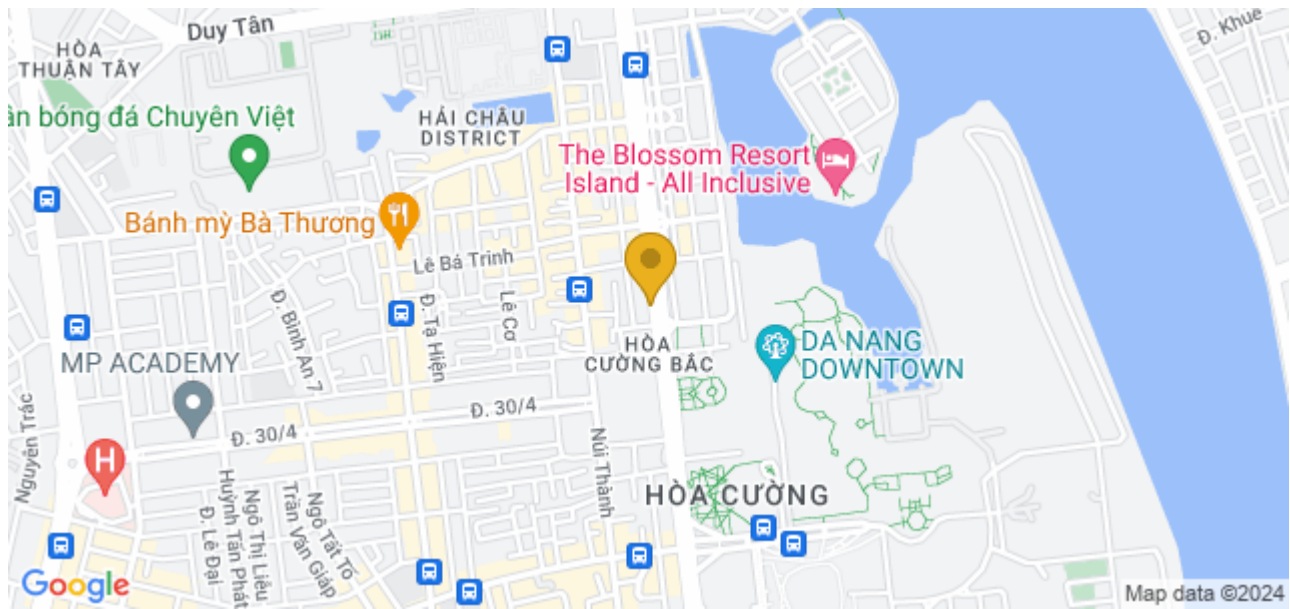 Duy Tân
Đ. Khuê
HÒA
THUẬN TÂY
ân bóng đá Chuyên Việt
HẢI CHÂU
DISTRICT
The Blossom Resort
Island - All Inclusive
Bánh mỳ Bà Thương
Lê Bá Trinh
Đ. Bình An 7
Đ. Tạ Hiện
Lê Cơ
HÒA
CƯỜNG BẮC
DA NANG
DOWNTOWN
MP ACADEMY
Đ. 30/4
Đ. 30/4
H
Nguyễn Trác
Núi Thành
HÒA CƯỜNG
Huỳnh Tấn Phát
Đ. Lê Đại
Ngô Thị Liễu
Trần Văn Giáp
Ngô Tất Tố
Google
Map data ©2024